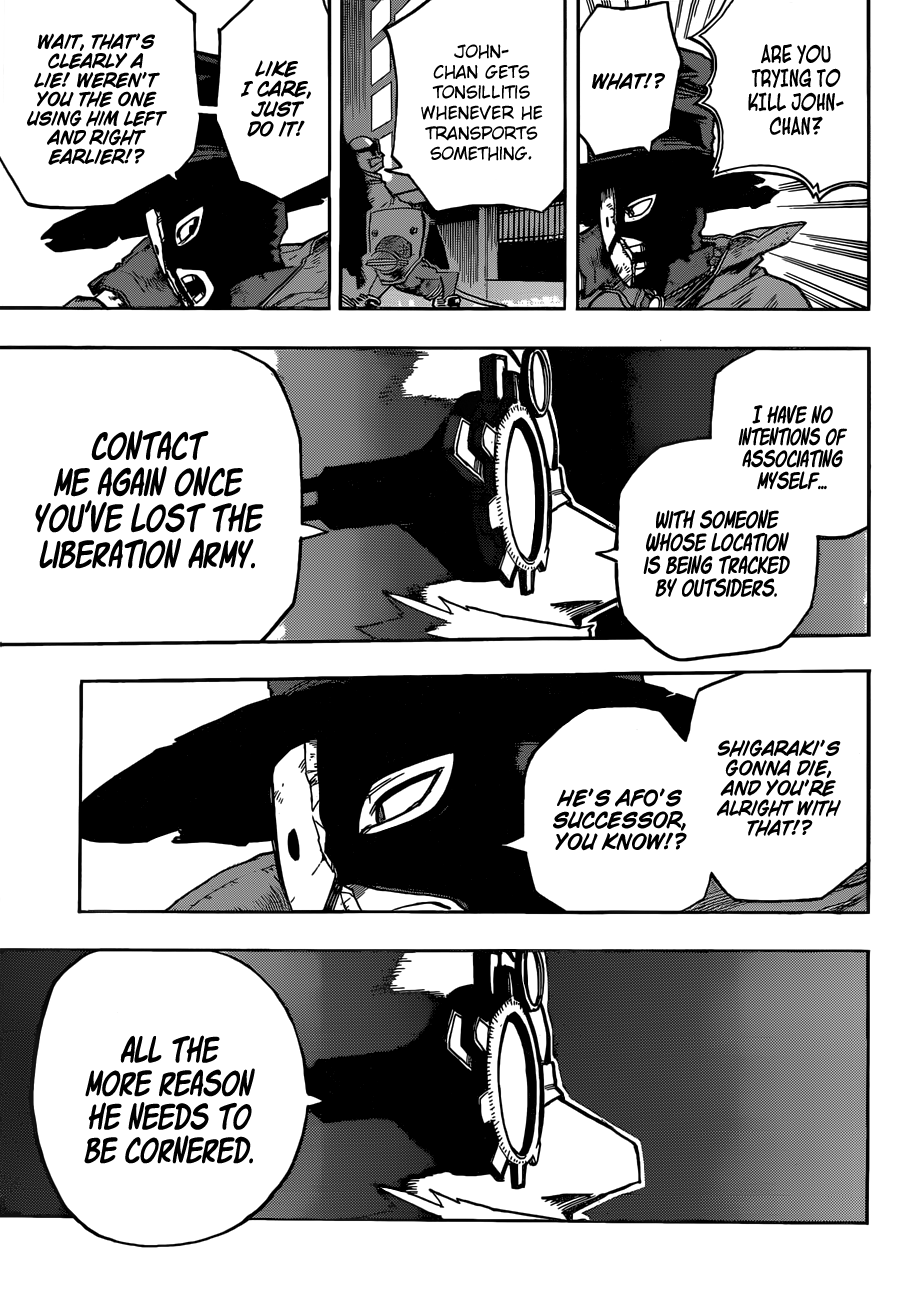 ARE YOU
TRYING TO
KILL JOHN-
CHAN?
WHAT!?
JOHN-
CHAN GETS
TONSILLITIS
WHENEVER HE
TRANSPORTS
SOMETHING.
LIKE
I CARE,
JUST
DO IT!
WAIT, THAT'S
CLEARLY A
LIE! WEREN'T
YOU THE ONE
USING HIM LEFT
AND RIGHT
EARLIER!?
I HAVE NO
INTENTIONS OF
ASSOCIATING
MYSELF...
WITH SOMEONE
WHOSE LOCATION
IS BEING TRACKED
BY OUTSIDERS.
CONTACT
ME AGAIN ONCE
YOU'VE LOST THE
LIBERATION ARMY.
SHIGARAKI'S
GONNA DIE,
AND YOU'RE
ALRIGHT WITH
THAT!?
HE'S AFO'S
SUCCESSOR,
YOU KNOW!?
ALL THE
MORE REASON
HE NEEDS TO
BE CORNERED.